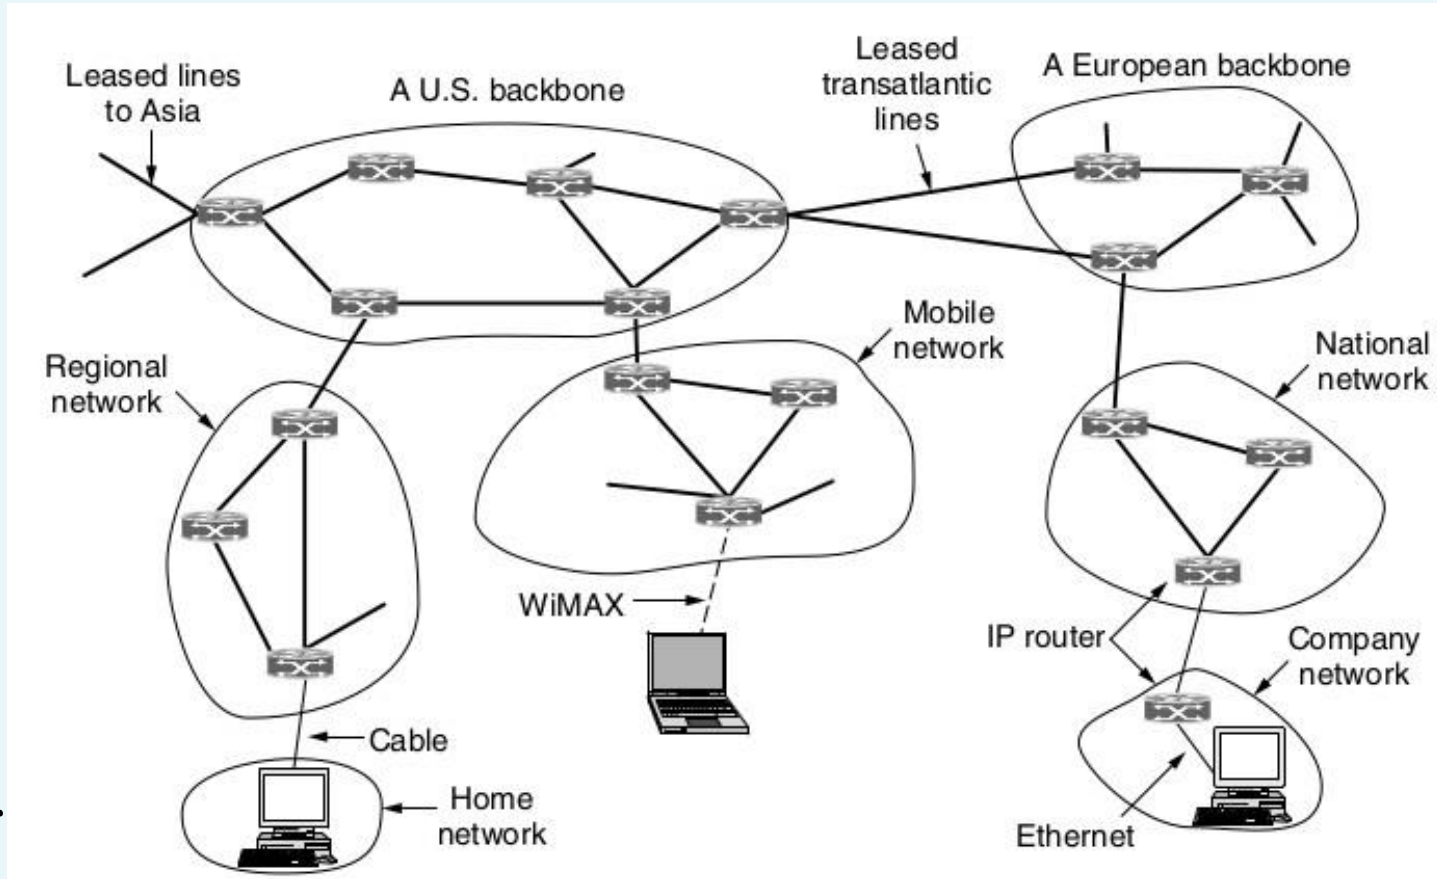 Leased lines
to Asia
A U.S. backbone
Leased
transatlantic
lines
A European backbone
Regional
network
Mobile
network
National
network
WiMAX
IP router
Company
network
Cable
Home
network
Ethernet